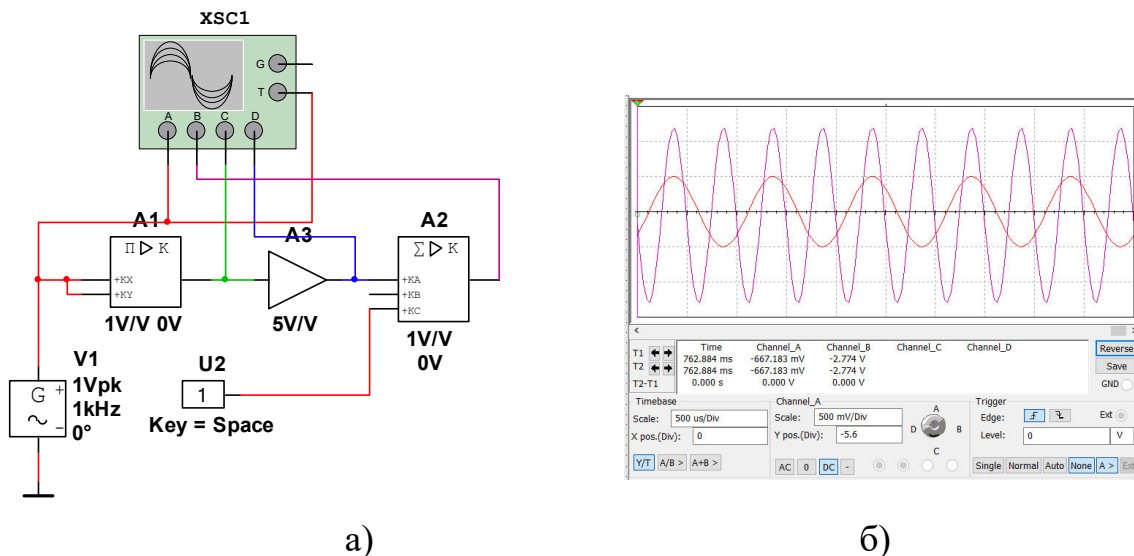 XSC1
G
T
A B C D
A1
П K
+KX
+KY
1V/V 0V
A3
5V/V
A2
Σ K
+KA
+KB
+KC
1V/V
0V
V1
1Vpk
1kHz
0°
G
+
−
U2
1
Key = Space
а)
Time Channel_A Channel_B Channel_C Channel_D
T1 762.884 ms -667.183 mV -2.774 V
T2 762.884 ms -667.183 mV -2.774 V
T2-T1 0.000 s 0.000 V 0.000 V
Reverse
Save
GND
Timebase
Scale: 500 us/Div
X pos.(Div): 0
Y/T A/B > A+B >
Channel_A
Scale: 500 mV/Div
Y pos.(Div): -5.6
AC 0 DC -
A
D B
C
Trigger
Edge: Ext
Level: 0 V
Single Normal Auto None A > Ext
б)